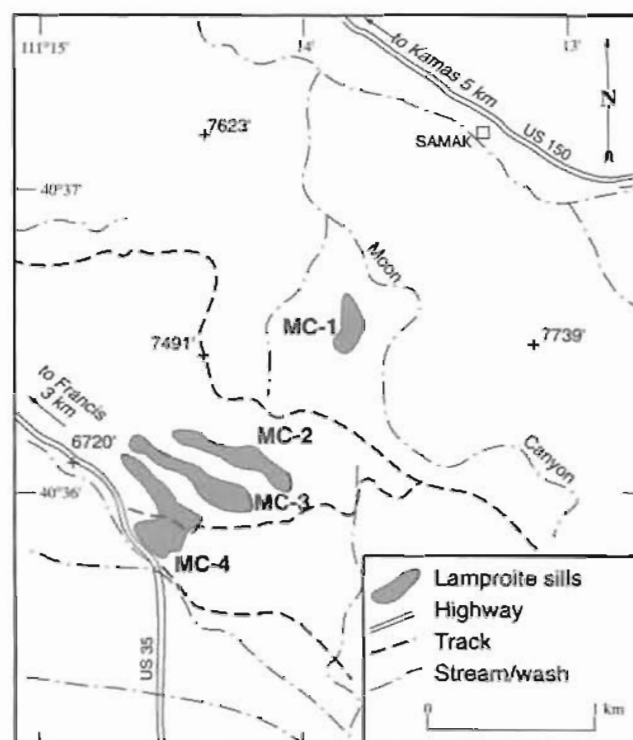 111°15'
14'
13'
to Kamas 5 km
US 150
N
7623'
SAMAK
40°37'
Moon
MC-1
7491'
7739'
to Francis
3 km
6720'
MC-2
Canyon
40°36'
MC-3
MC-4
US 35
Lamproite sills
Highway
Track
Stream/wash
0
1 km